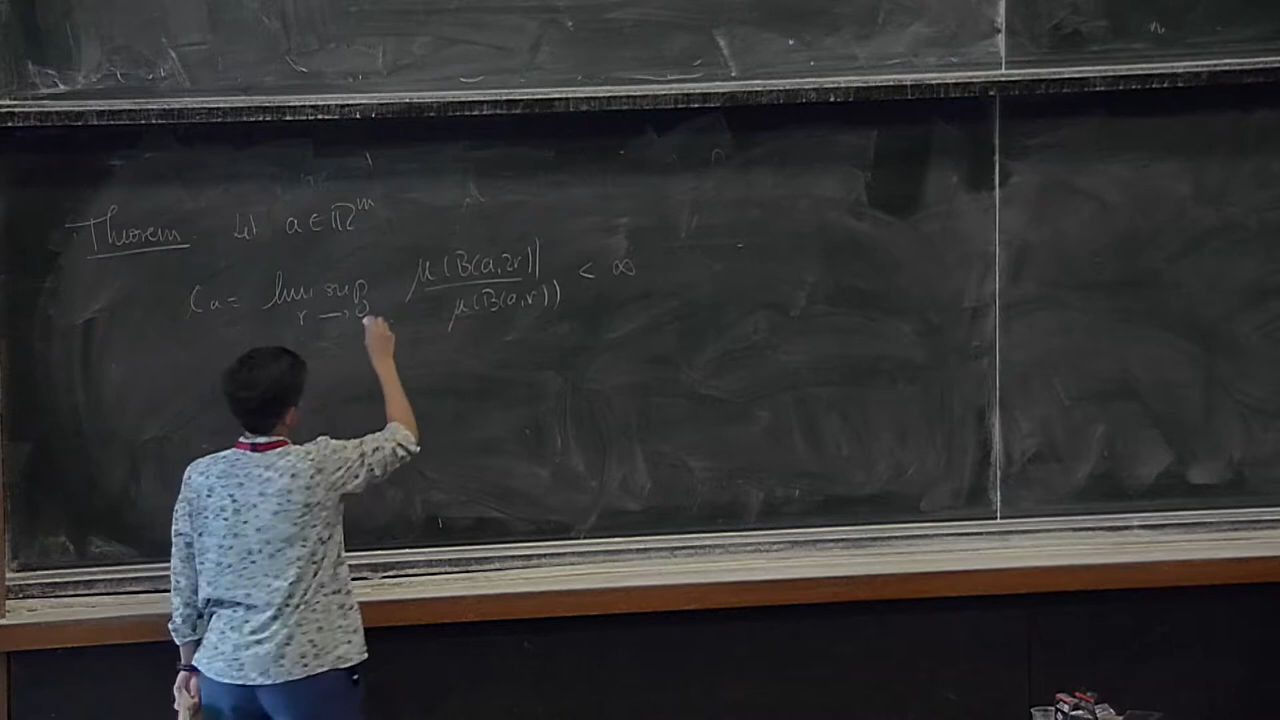 Theorem. Let a ∈ ℝ^m
C_a = lim sup_{r → 0} μ(B(a,2r)) / μ(B(a,r)) < ∞